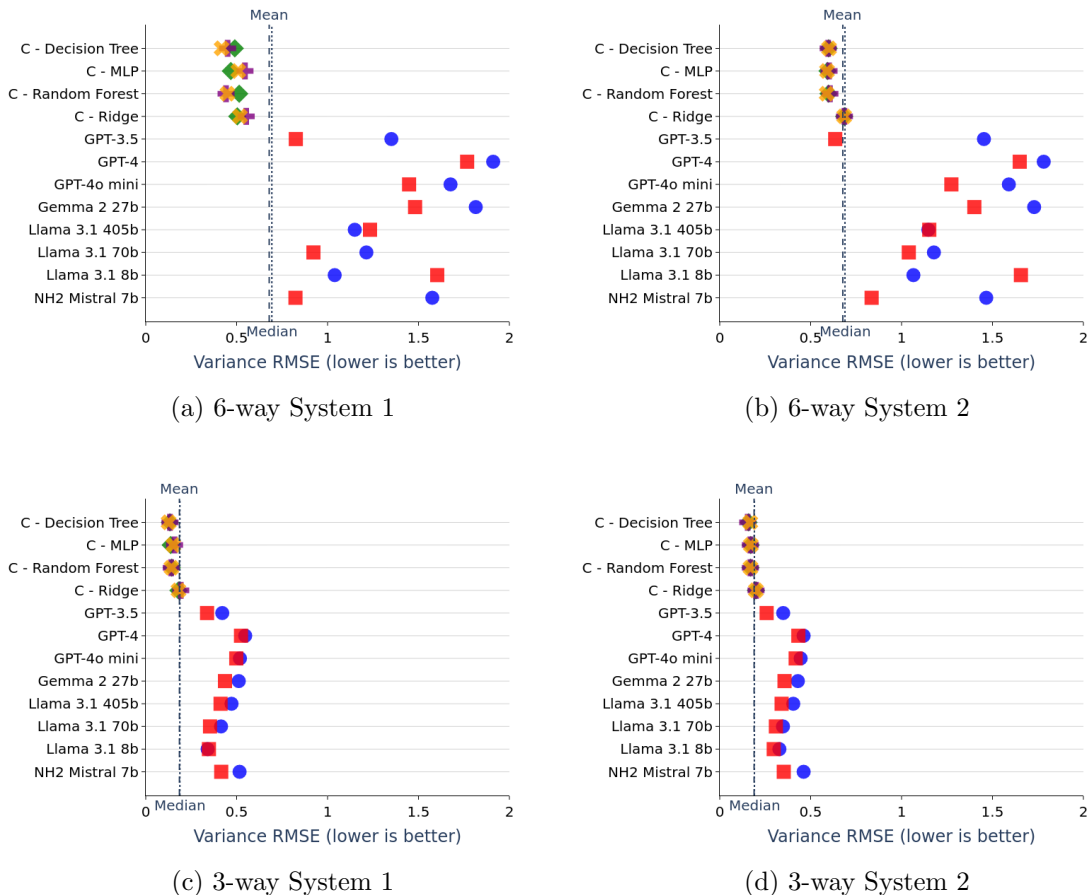 Mean
C - Decision Tree
C - MLP
C - Random Forest
C - Ridge
GPT-3.5
GPT-4
GPT-4o mini
Gemma 2 27b
Llama 3.1 405b
Llama 3.1 70b
Llama 3.1 8b
NH2 Mistral 7b
Median
0 0.5 1 1.5 2
Variance RMSE (lower is better)
(a) 6-way System 1
Mean
C - Decision Tree
C - MLP
C - Random Forest
C - Ridge
GPT-3.5
GPT-4
GPT-4o mini
Gemma 2 27b
Llama 3.1 405b
Llama 3.1 70b
Llama 3.1 8b
NH2 Mistral 7b
Median
0 0.5 1 1.5 2
Variance RMSE (lower is better)
(b) 6-way System 2
Mean
C - Decision Tree
C - MLP
C - Random Forest
C - Ridge
GPT-3.5
GPT-4
GPT-4o mini
Gemma 2 27b
Llama 3.1 405b
Llama 3.1 70b
Llama 3.1 8b
NH2 Mistral 7b
Median
0 0.5 1 1.5 2
Variance RMSE (lower is better)
(c) 3-way System 1
Mean
C - Decision Tree
C - MLP
C - Random Forest
C - Ridge
GPT-3.5
GPT-4
GPT-4o mini
Gemma 2 27b
Llama 3.1 405b
Llama 3.1 70b
Llama 3.1 8b
NH2 Mistral 7b
Median
0 0.5 1 1.5 2
Variance RMSE (lower is better)
(d) 3-way System 2